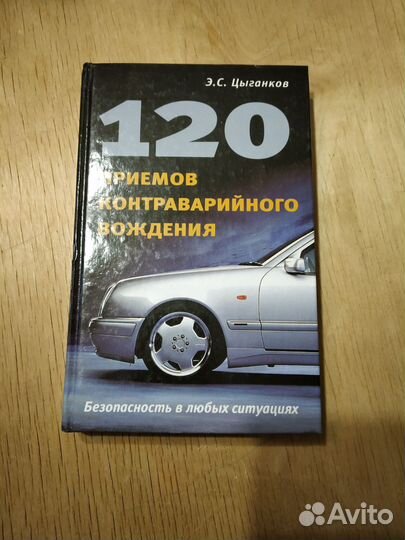 Э.С. Цыганков
120
ПРИЕМОВ
КОНТРАВАРИЙНОГО
ВОЖДЕНИЯ
Безопасность в любых ситуациях
Avito